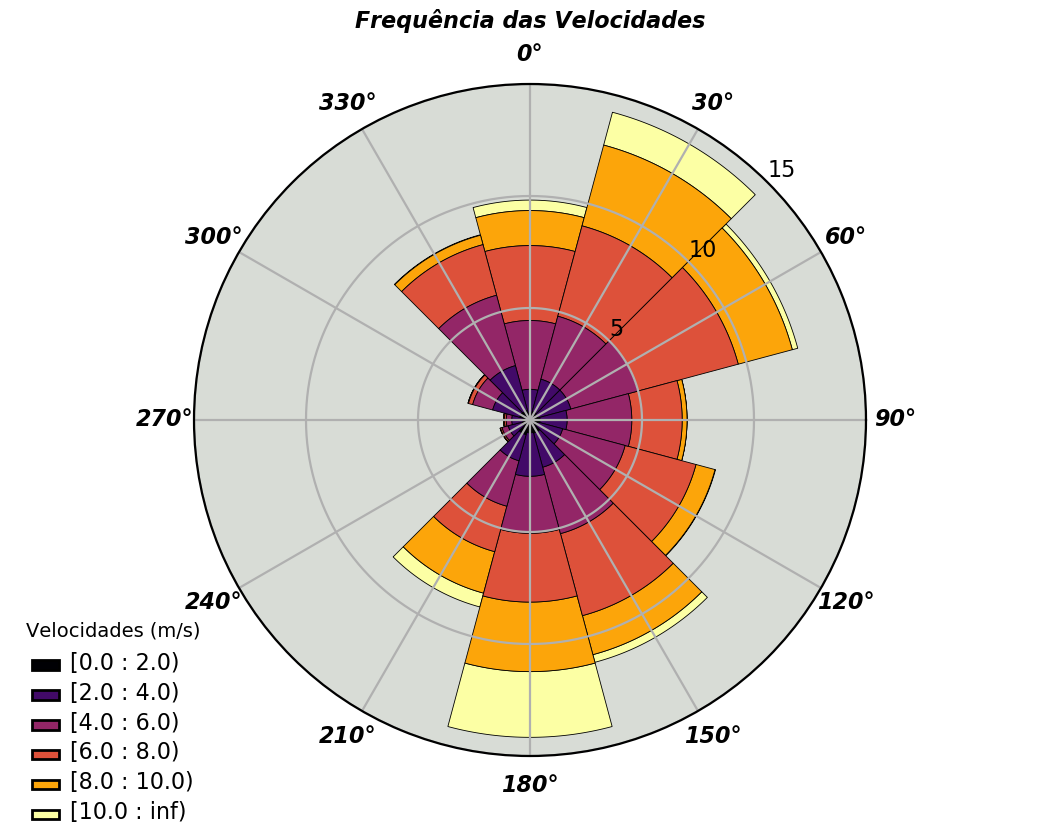 Frequência das Velocidades
0°
330°
30°
15
300°
60°
10
5
270°
90°
240°
120°
210°
150°
180°
Velocidades (m/s)
[0.0 : 2.0)
[2.0 : 4.0)
[4.0 : 6.0)
[6.0 : 8.0)
[8.0 : 10.0)
[10.0 : inf)